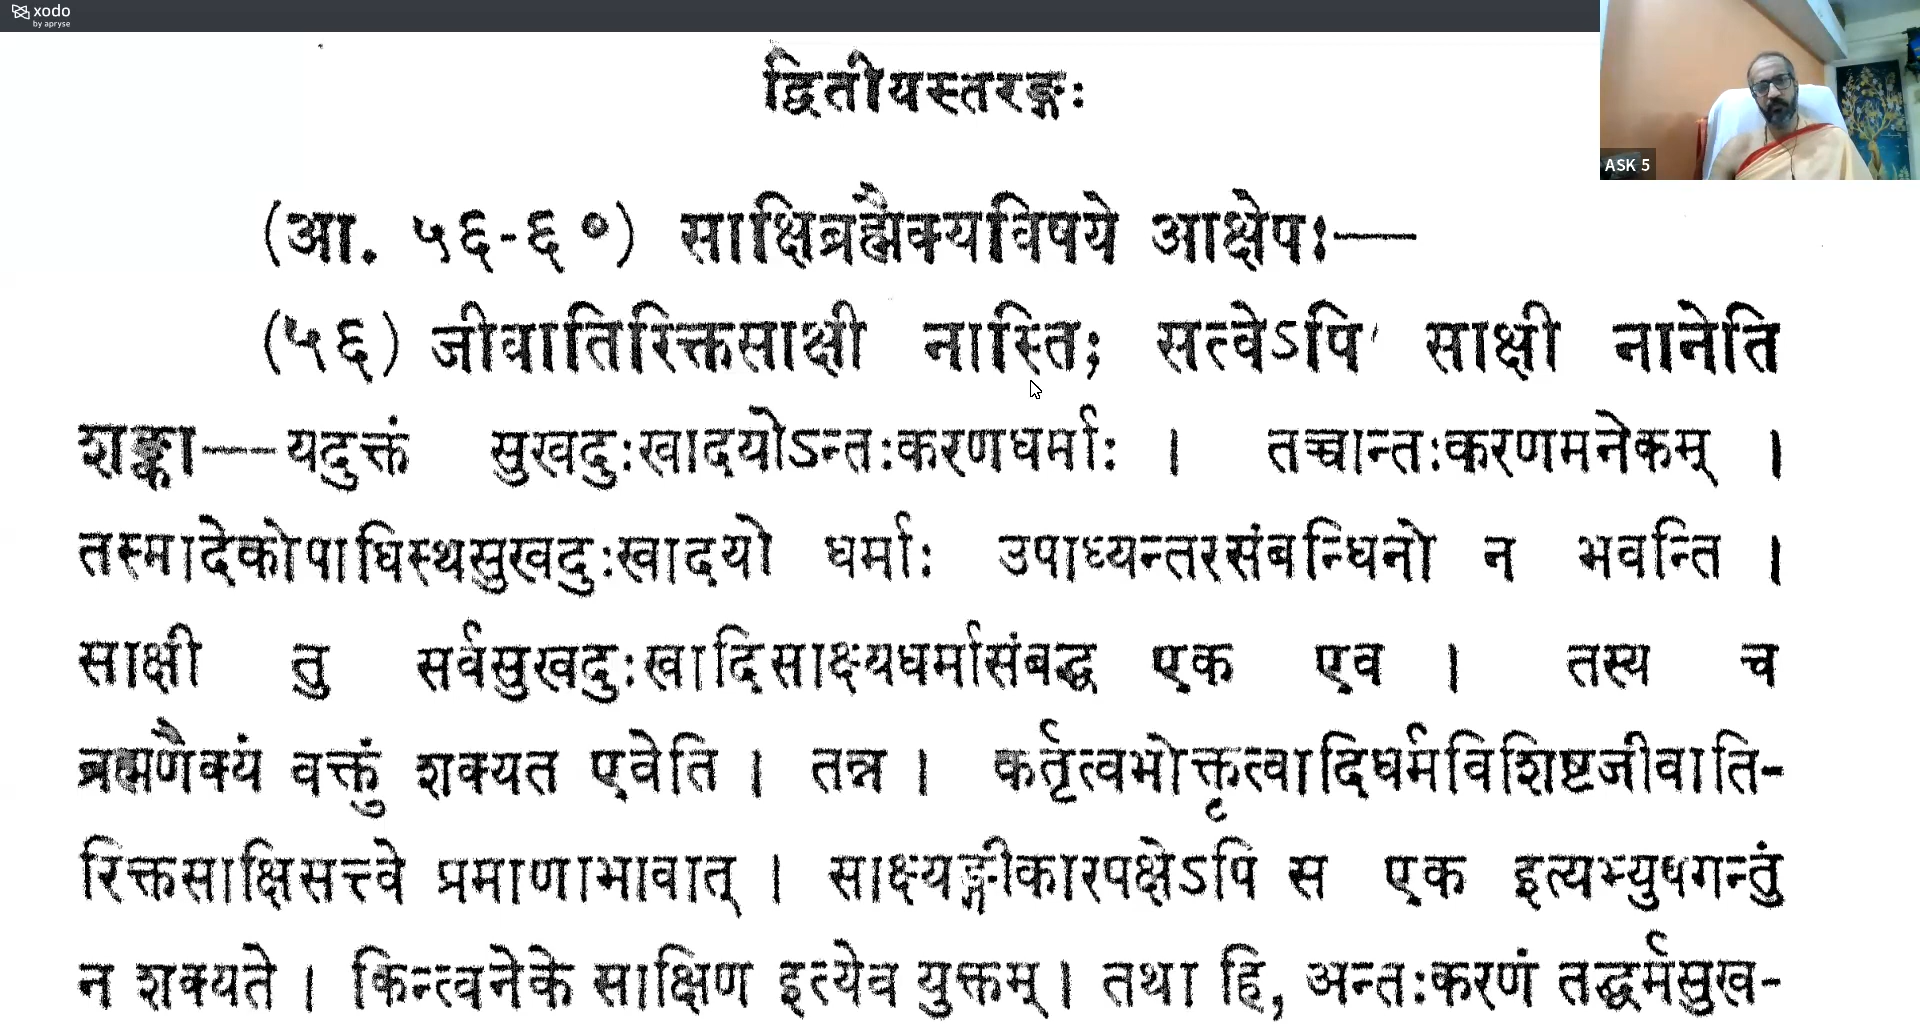 xodo
by apryse
ASK 5
द्वितीयस्तरङ्गः
(आ. ५६-६०) साक्षिब्रह्मैक्यविषये आक्षेपः—
(५६) जीवातिरिक्तसाक्षी नास्ति; सत्वेऽपि साक्षी नानेति
शङ्का—यदुक्तं सुखदुःखादयोऽन्तःकरणधर्माः । तच्चान्तःकरणमनेकम् ।
तस्मादेकोपाधिस्थसुखदुःखादयो धर्माः उपाध्यन्तरसंबन्धिनो न भवन्ति ।
साक्षी तु सर्वसुखदुःखादिसाक्ष्यधर्मासंबद्ध एक एव । तस्य च
ब्रह्मणैक्यं वक्तुं शक्यत एवेति । तन्न । कर्तृत्वभोक्तृत्वादिधर्मविशिष्टजीवाति-
रिक्तसाक्षिसत्त्वे प्रमाणाभावात् । साक्ष्यङ्गीकारपक्षेऽपि स एक इत्यभ्युपगन्तुं
न शक्यते । किन्त्वनेके साक्षिण इत्येव युक्तम् । तथा हि, अन्तःकरणं तद्धर्मसुख-